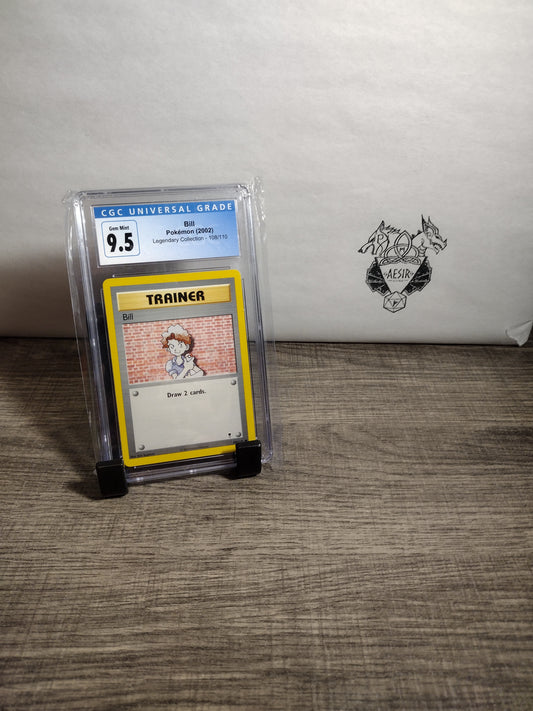 CGC UNIVERSAL GRADE
Gem Mint
9.5
Bill
Pokémon (2002)
Legendary Collection - 108/110
TRAINER
Bill
Draw 2 cards.
AESIR